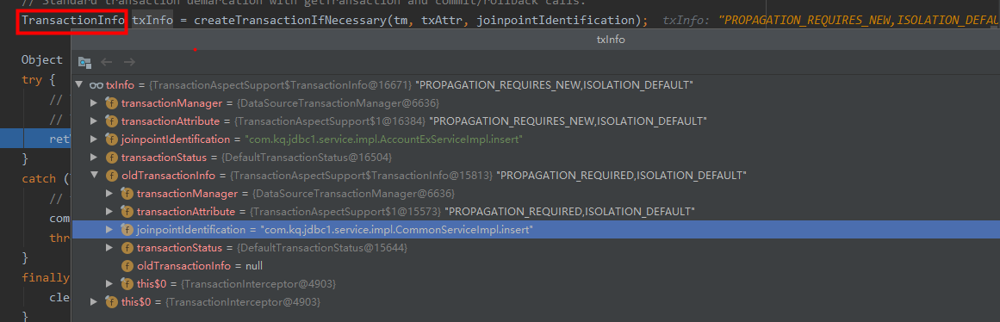 // Standard transaction demarcation with getTransaction and commit/rollback calls.
TransactionInfo txInfo = createTransactionIfNecessary(tm, txAttr, joinpointIdentification); txInfo: "PROPAGATION_REQUIRES_NEW,ISOLATION_DEFAU
txInfo
Object
try {
//
//
ret
}
catch (
//
com
thr
}
finally
cle
}
txInfo = {TransactionAspectSupport$TransactionInfo@16671} "PROPAGATION_REQUIRES_NEW,ISOLATION_DEFAULT"
transactionManager = {DataSourceTransactionManager@6636}
transactionAttribute = {TransactionAspectSupport$1@16384} "PROPAGATION_REQUIRES_NEW,ISOLATION_DEFAULT"
joinpointIdentification = "com.kq.jdbc1.service.impl.AccountExServiceImpl.insert"
transactionStatus = {DefaultTransactionStatus@16504}
oldTransactionInfo = {TransactionAspectSupport$TransactionInfo@15813} "PROPAGATION_REQUIRED,ISOLATION_DEFAULT"
transactionManager = {DataSourceTransactionManager@6636}
transactionAttribute = {TransactionAspectSupport$1@15573} "PROPAGATION_REQUIRED,ISOLATION_DEFAULT"
joinpointIdentification = "com.kq.jdbc1.service.impl.CommonServiceImpl.insert"
transactionStatus = {DefaultTransactionStatus@15644}
oldTransactionInfo = null
this$0 = {TransactionInterceptor@4903}
this$0 = {TransactionInterceptor@4903}